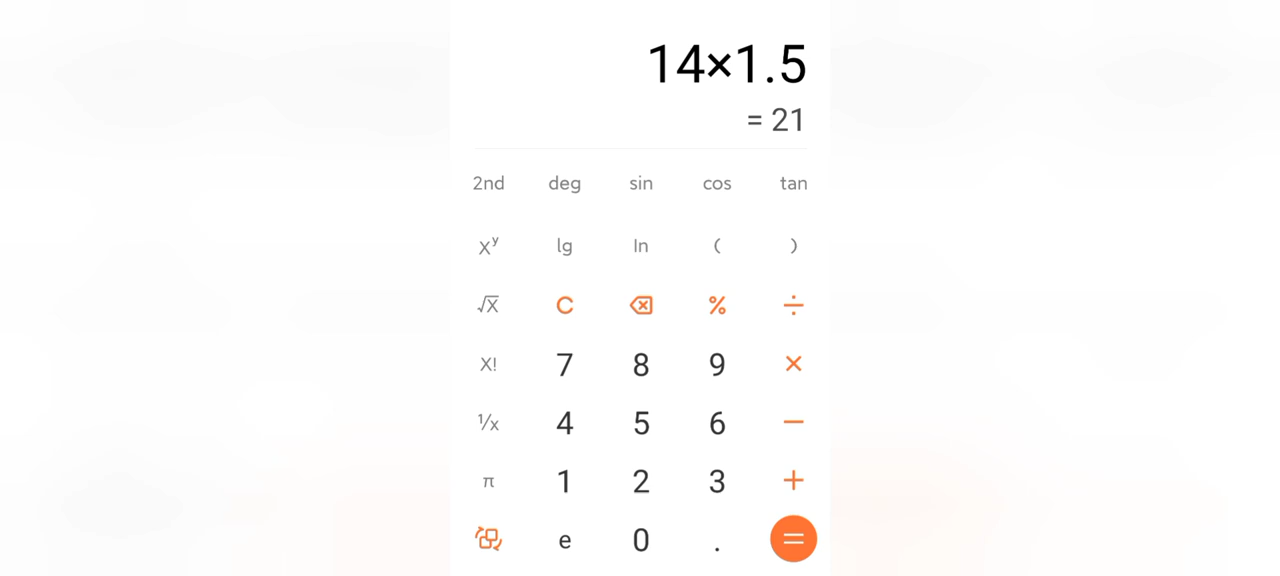 14×1.5
= 21
2nd deg sin cos tan
Xʸ lg ln ( )
√X C % ÷
X! 7 8 9 ×
¹/x 4 5 6 −
π 1 2 3 +
e 0 . =